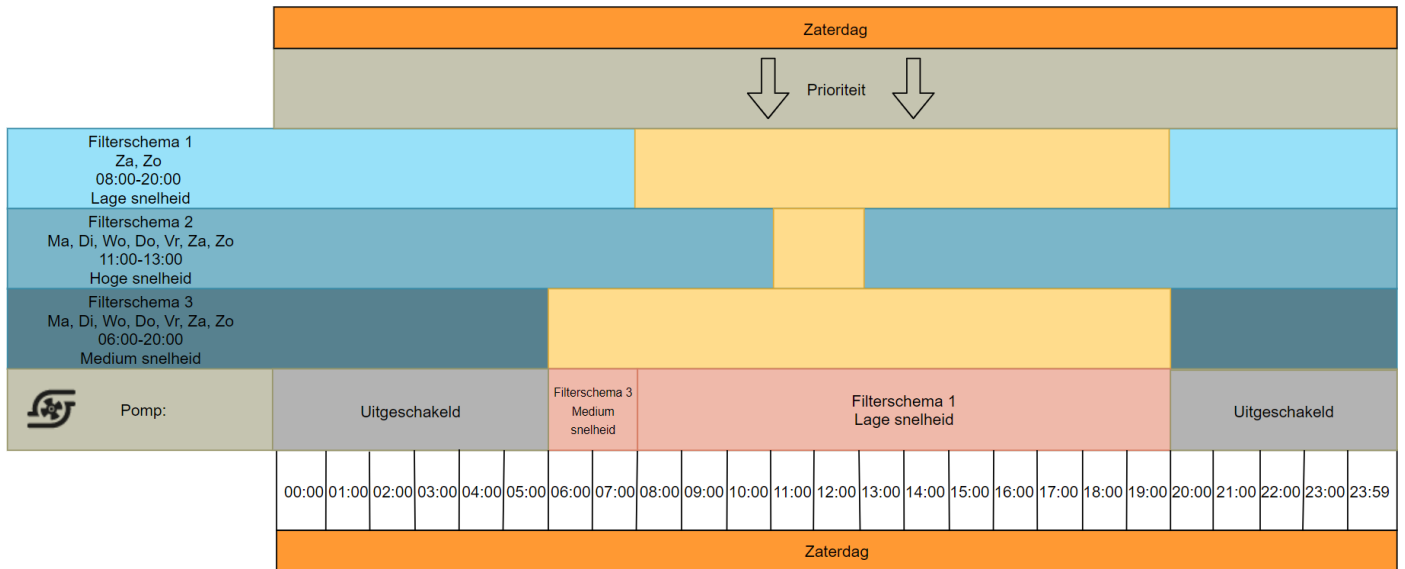 Zaterdag
Prioriteit
Filterschema 1
Za, Zo
08:00-20:00
Lage snelheid
Filterschema 2
Ma, Di, Wo, Do, Vr, Za, Zo
11:00-13:00
Hoge snelheid
Filterschema 3
Ma, Di, Wo, Do, Vr, Za, Zo
06:00-20:00
Medium snelheid
Pomp:
Uitgeschakeld
Filterschema 3
Medium
snelheid
Filterschema 1
Lage snelheid
Uitgeschakeld
00:00 01:00 02:00 03:00 04:00 05:00 06:00 07:00 08:00 09:00 10:00 11:00 12:00 13:00 14:00 15:00 16:00 17:00 18:00 19:00 20:00 21:00 22:00 23:00 23:59
Zaterdag